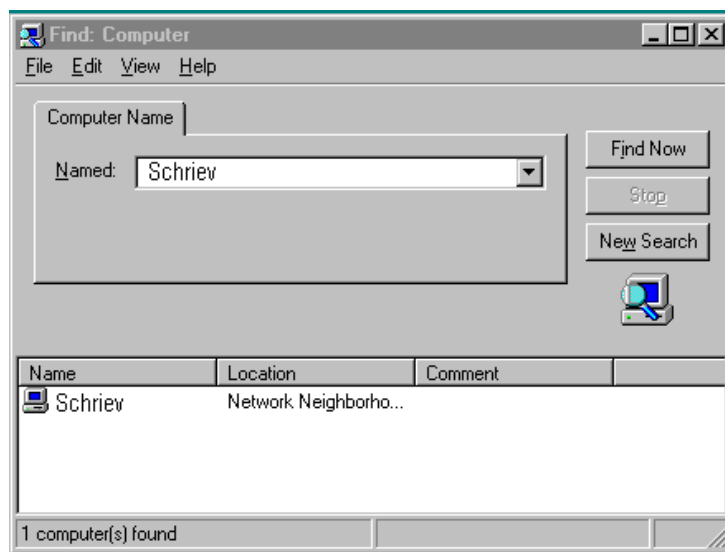 Find: Computer
File Edit View Help
Computer Name
Named: Schriev
Find Now
Stop
New Search
Name Location Comment
Schriev Network Neighborho...
1 computer(s) found